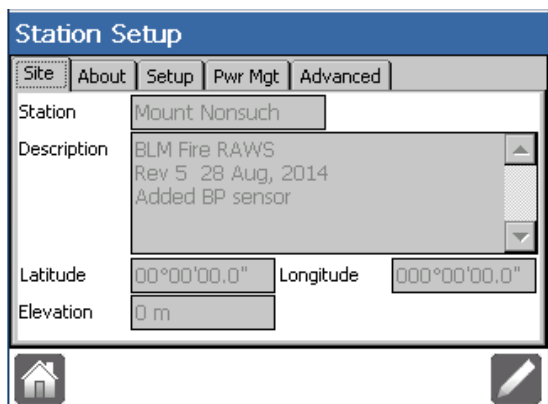 Station Setup
Site About Setup Pwr Mgt Advanced
Station Mount Nonsuch
Description BLM Fire RAWS
Rev 5 28 Aug, 2014
Added BP sensor
Latitude 00°00'00.0" Longitude 000°00'00.0"
Elevation 0 m